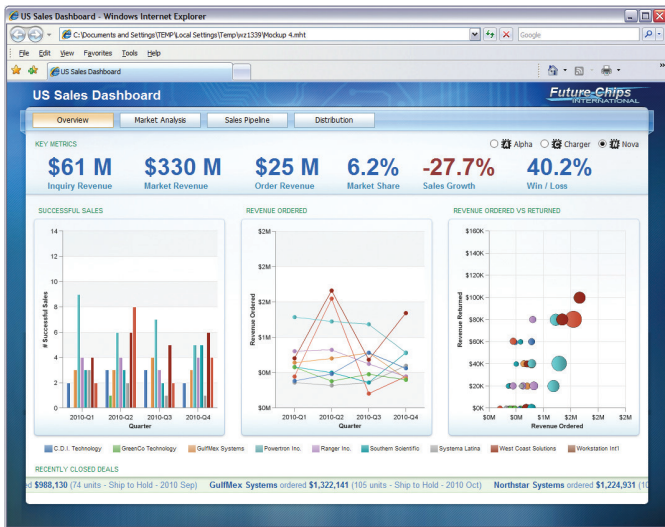 US Sales Dashboard - Windows Internet Explorer
C:\Documents and Settings\TEMP\Local Settings\Temp\wz1339\Mockup 4.mht
Google
File Edit View Favorites Tools Help
US Sales Dashboard
US Sales Dashboard
Future Chips
INTERNATIONAL
Overview Market Analysis Sales Pipeline Distribution
KEY METRICS
A Alpha C Charger N Nova
$61 M $330 M $25 M 6.2% -27.7% 40.2%
Inquiry Revenue Market Revenue Order Revenue Market Share Sales Growth Win / Loss
SUCCESSFUL SALES
14
12
10
8
6
4
2
0
# Successful Sales
2010-Q1 2010-Q2 2010-Q3 2010-Q4
Quarter
REVENUE ORDERED
$2M
$2M
$2M
$1M
$0M
$0M
Revenue Ordered
2010-Q1 2010-Q2 2010-Q3 2010-Q4
Quarter
REVENUE ORDERED VS RETURNED
$160K
$140K
$120K
$100K
$80K
$60K
$40K
$20K
$0K
Revenue Returned
$0M $0M $1M $2M $2M $2M
Revenue Ordered
C.D.I. Technology GreenCo Technology GulfMex Systems Powertron Inc. Ranger Inc. Southern Scientific Systema Latina West Coast Solutions Workstation Int'l
RECENTLY CLOSED DEALS
d $988,130 (74 units - Ship to Hold - 2010 Sep) GulfMex Systems ordered $1,322,141 (105 units - Ship to Hold - 2010 Oct) Northstar Systems ordered $1,224,931 (10